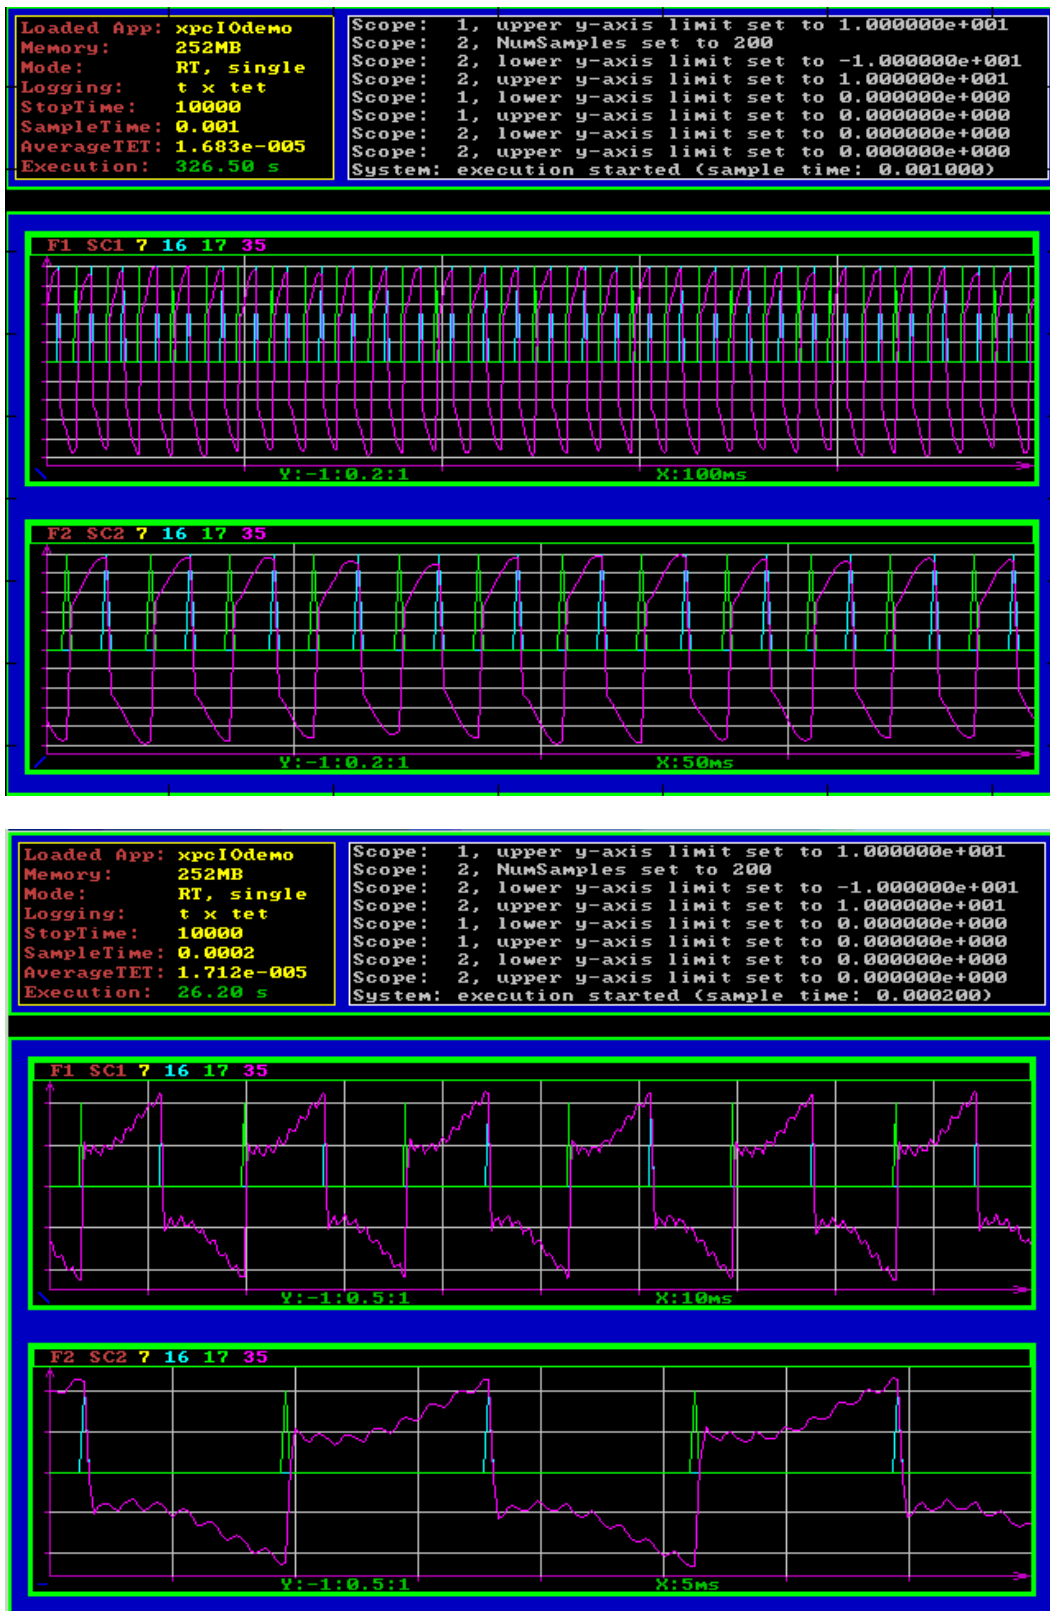 Loaded App: xpcIOdemo
Memory: 252MB
Mode: RT, single
Logging: t x tet
StopTime: 10000
SampleTime: 0.001
AverageTET: 1.683e-005
Execution: 326.50 s
Scope: 1, upper y-axis limit set to 1.000000e+001
Scope: 2, NumSamples set to 200
Scope: 2, lower y-axis limit set to -1.000000e+001
Scope: 2, upper y-axis limit set to 1.000000e+001
Scope: 1, lower y-axis limit set to 0.000000e+000
Scope: 1, upper y-axis limit set to 0.000000e+000
Scope: 2, lower y-axis limit set to 0.000000e+000
Scope: 2, upper y-axis limit set to 0.000000e+000
System: execution started (sample time: 0.001000)
F1 SC1 7 16 17 35
Y:-1:0.2:1 X:100ms
F2 SC2 7 16 17 35
Y:-1:0.2:1 X:50ms
Loaded App: xpcIOdemo
Memory: 252MB
Mode: RT, single
Logging: t x tet
StopTime: 10000
SampleTime: 0.0002
AverageTET: 1.712e-005
Execution: 26.20 s
Scope: 1, upper y-axis limit set to 1.000000e+001
Scope: 2, NumSamples set to 200
Scope: 2, lower y-axis limit set to -1.000000e+001
Scope: 2, upper y-axis limit set to 1.000000e+001
Scope: 1, lower y-axis limit set to 0.000000e+000
Scope: 1, upper y-axis limit set to 0.000000e+000
Scope: 2, lower y-axis limit set to 0.000000e+000
Scope: 2, upper y-axis limit set to 0.000000e+000
System: execution started (sample time: 0.000200)
F1 SC1 7 16 17 35
Y:-1:0.5:1 X:10ms
F2 SC2 7 16 17 35
Y:-1:0.5:1 X:5ms